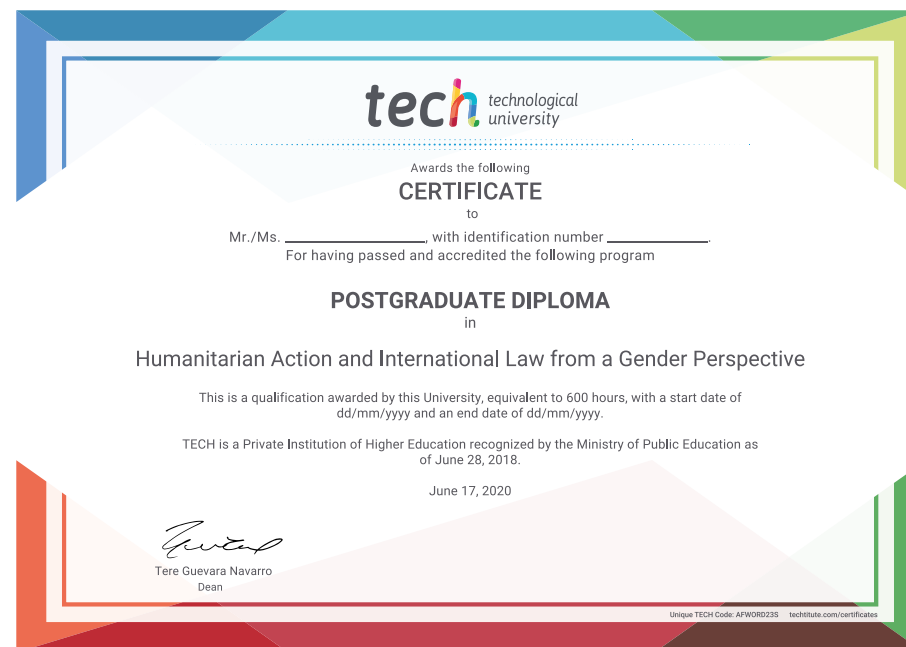 tech technological
university
Awards the following
CERTIFICATE
to
Mr./Ms. ____________, with identification number ____________.
For having passed and accredited the following program
POSTGRADUATE DIPLOMA
in
Humanitarian Action and International Law from a Gender Perspective
This is a qualification awarded by this University, equivalent to 600 hours, with a start date of
dd/mm/yyyy and an end date of dd/mm/yyyy.
TECH is a Private Institution of Higher Education recognized by the Ministry of Public Education as
of June 28, 2018.
June 17, 2020
Tere Guevara Navarro
Dean
Unique TECH Code: AFWORD23S techtitute.com/certificates